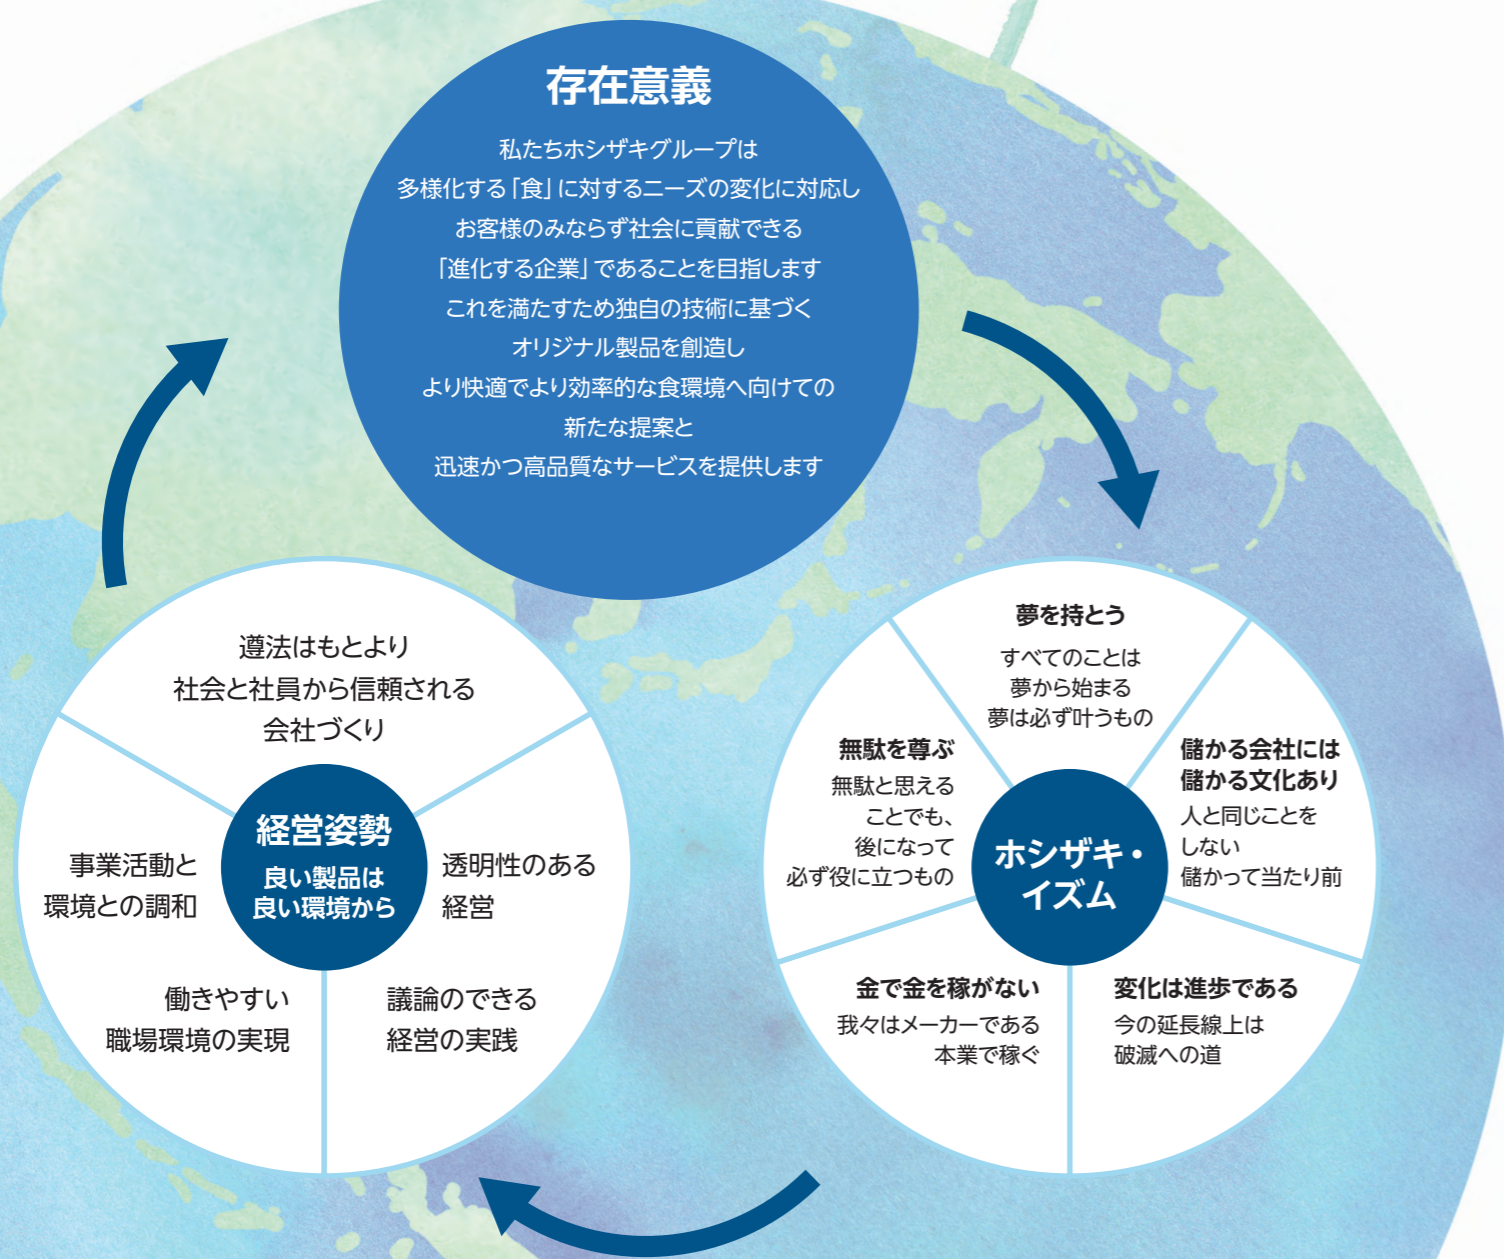 存在意義
私たちホシザキグループは
多様化する「食」に対するニーズの変化に対応し
お客様のみならず社会に貢献できる
「進化する企業」であることを目指します
これを満たすため独自の技術に基づく
オリジナル製品を創造し
より快適でより効率的な食環境へ向けての
新たな提案と
迅速かつ高品質なサービスを提供します
遵法はもとより
社会と社員から信頼される
会社づくり
経営姿勢
良い製品は
良い環境から
透明性のある
経営
議論のできる
経営の実践
働きやすい
職場環境の実現
事業活動と
環境との調和
ホシザキ・
イズム
夢を持とう
すべてのことは
夢から始まる
夢は必ず叶うもの
儲かる会社には
儲かる文化あり
人と同じことを
しない
儲かって当たり前
変化は進歩である
今の延長線上は
破滅への道
金で金を稼がない
我々はメーカーである
本業で稼ぐ
無駄を尊ぶ
無駄と思える
ことでも、
後になって
必ず役に立つもの